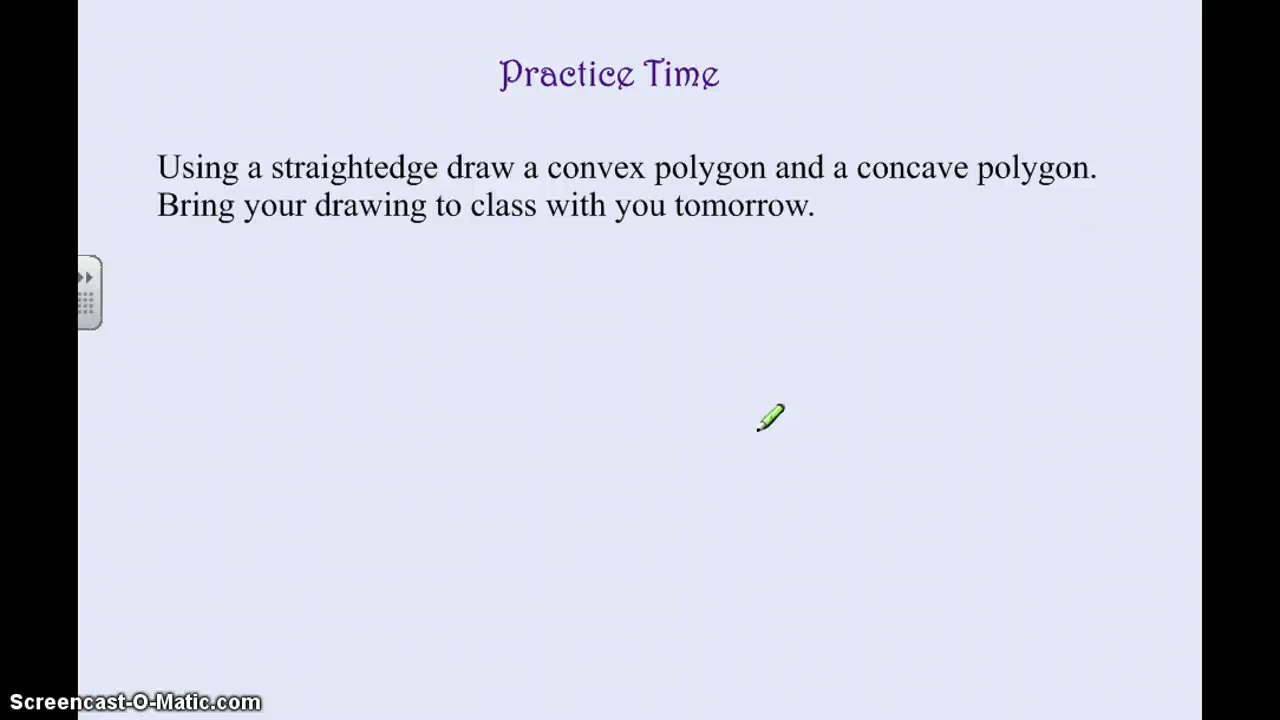 Practice Time
Using a straightedge draw a convex polygon and a concave polygon.
Bring your drawing to class with you tomorrow.
Screencast-O-Matic.com